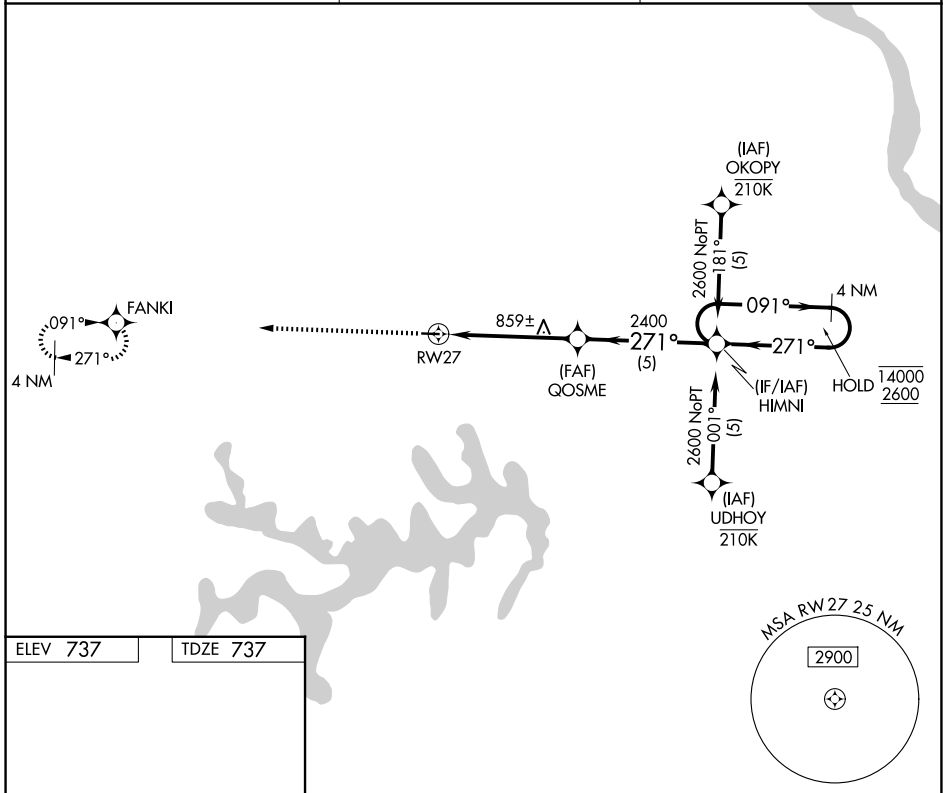 (IAF)
OKOPY
210K
2600 NoPT
181°
(5)
FANKI
091°
271°
4 NM
RW27
859±
(FAF)
QOSME
2400
271°
(5)
091°
4 NM
271°
(IF/IAF)
HIMNI
HOLD
14000
2600
2600 NoPT
001°
(5)
(IAF)
UDHOY
210K
MSA RW27 25 NM
2900
ELEV 737
TDZE 737